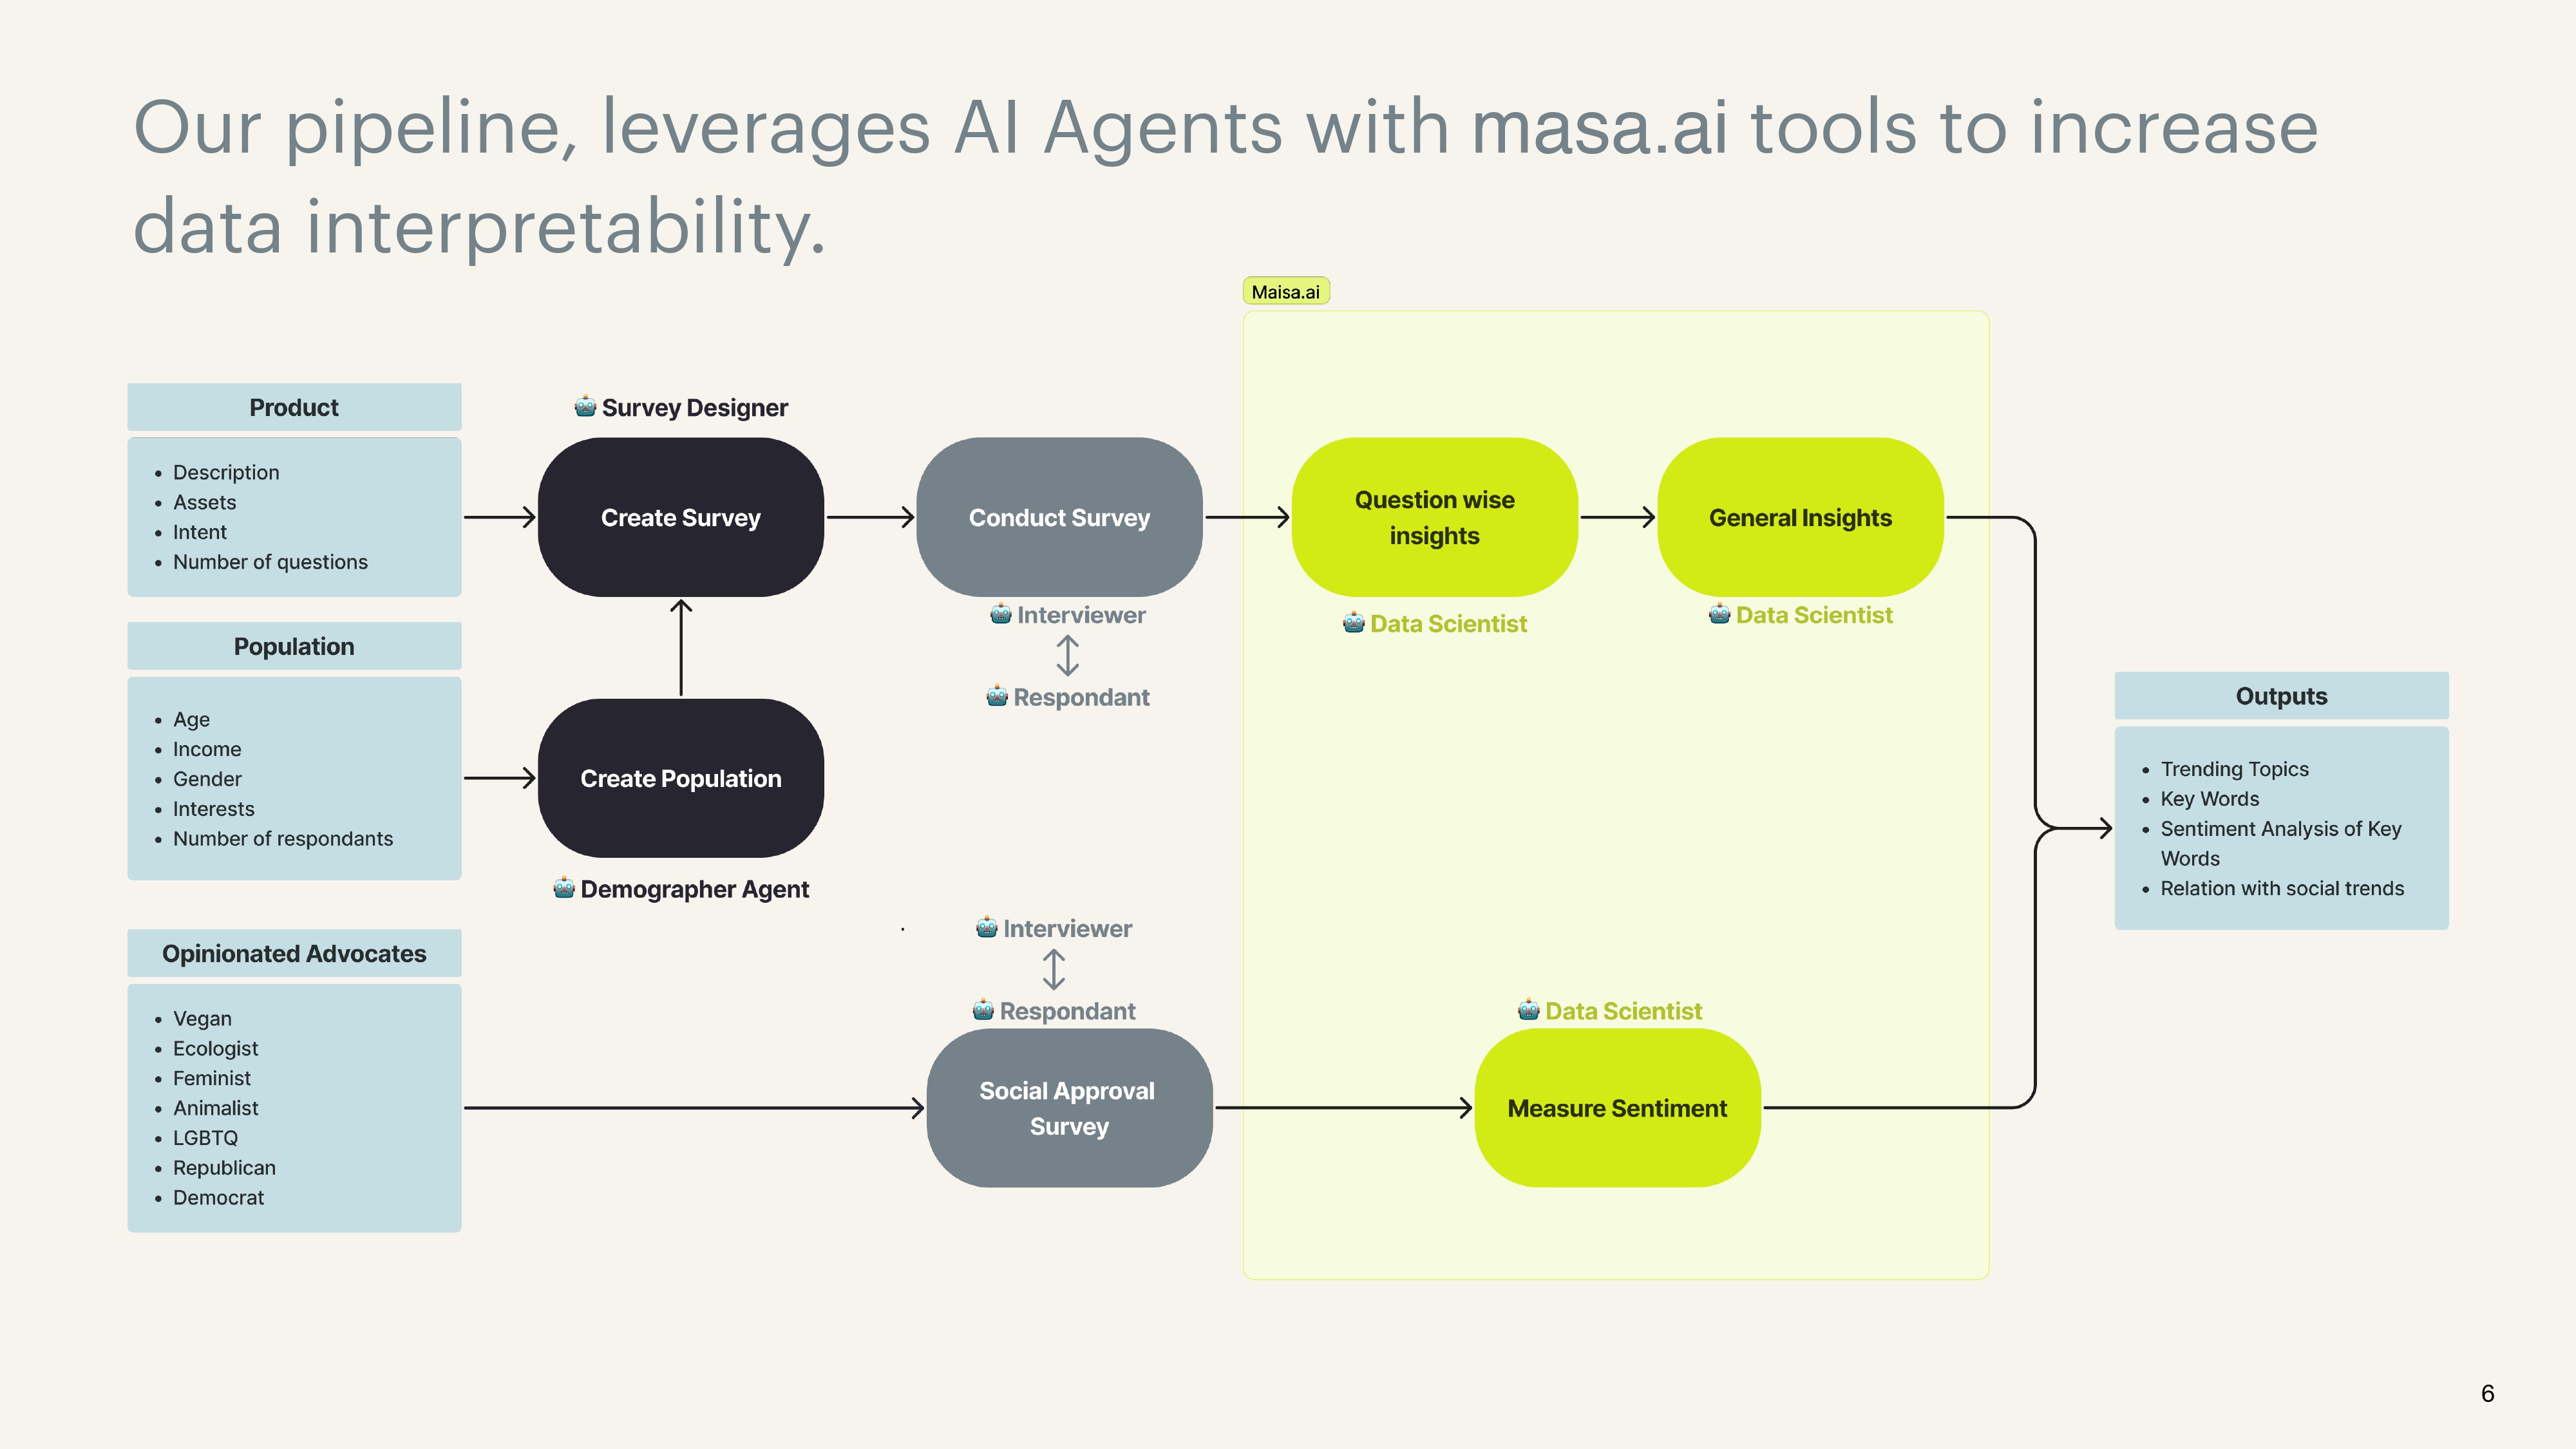 Our pipeline, leverages AI Agents with masa.ai tools to increase
data interpretability.
Maisa.ai
Product
Description
Assets
Intent
Number of questions
Survey Designer
Create Survey
Conduct Survey
Interviewer
Respondant
Question wise
insights
Data Scientist
General Insights
Data Scientist
Population
Age
Income
Gender
Interests
Number of respondants
Create Population
Demographer Agent
Outputs
Trending Topics
Key Words
Sentiment Analysis of Key
Words
Relation with social trends
Opinionated Advocates
Vegan
Ecologist
Feminist
Animalist
LGBTQ
Republican
Democrat
Interviewer
Respondant
Social Approval
Survey
Data Scientist
Measure Sentiment
6